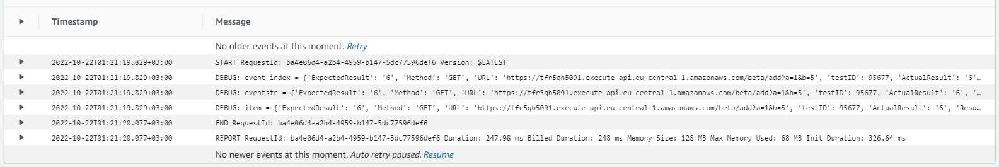 Timestamp Message
No older events at this moment. Retry
2022-10-22T01:21:19.829+03:00 START RequestId: ba4e06d4-a2b4-4959-b147-5dc77596def6 Version: $LATEST
2022-10-22T01:21:19.829+03:00 DEBUG: event index = {'ExpectedResult': '6', 'Method': 'GET', 'URL': 'https://tfr5qh5091.execute-api.eu-central-1.amazonaws.com/beta/add?a=1&b=5', 'testID': 95677, 'ActualResult': '6'…
2022-10-22T01:21:19.829+03:00 DEBUG: eventstr = {'ExpectedResult': '6', 'Method': 'GET', 'URL': 'https://tfr5qh5091.execute-api.eu-central-1.amazonaws.com/beta/add?a=1&b=5', 'testID': 95677, 'ActualResult': '6', '…
2022-10-22T01:21:19.829+03:00 DEBUG: item = {'ExpectedResult': '6', 'Method': 'GET', 'URL': 'https://tfr5qh5091.execute-api.eu-central-1.amazonaws.com/beta/add?a=1&b=5', 'testID': 95677, 'ActualResult': '6', 'Resu…
2022-10-22T01:21:20.077+03:00 END RequestId: ba4e06d4-a2b4-4959-b147-5dc77596def6
2022-10-22T01:21:20.077+03:00 REPORT RequestId: ba4e06d4-a2b4-4959-b147-5dc77596def6 Duration: 247.98 ms Billed Duration: 248 ms Memory Size: 128 MB Max Memory Used: 68 MB Init Duration: 326.64 ms
No newer events at this moment. Auto retry paused. Resume